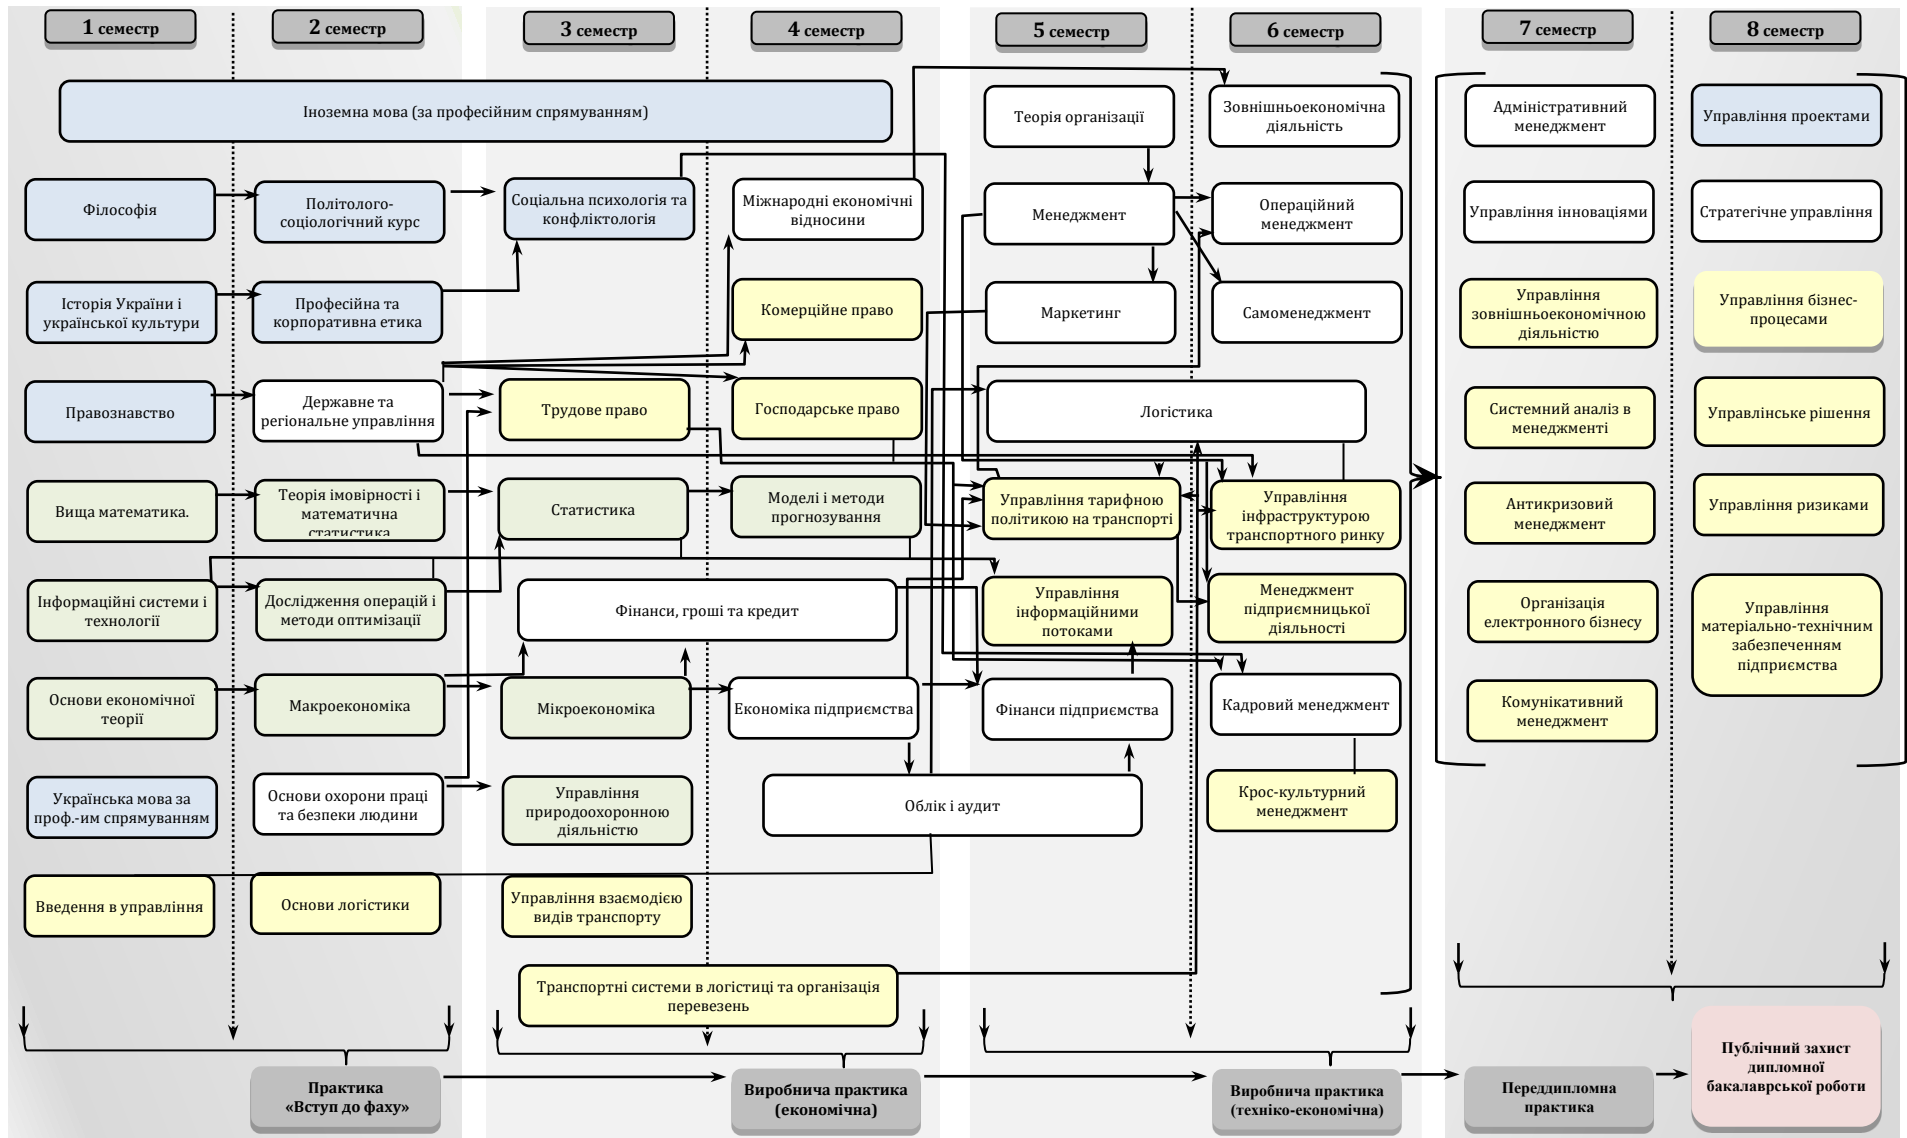 1 семестр
2 семестр
3 семестр
4 семестр
5 семестр
6 семестр
7 семестр
8 семестр
Іноземна мова (за професійним спрямуванням)
Теорія організації
Зовнішньоекономічна
діяльність
Адміністративний
менеджмент
Управління проектами
Філософія
Політолого-
соціологічний курс
Соціальна психологія та
конфліктологія
Міжнародні економічні
відносини
Менеджмент
Операційний
менеджмент
Управління інноваціями
Стратегічне управління
Історія України і
української культури
Професійна та
корпоративна етика
Комерційне право
Маркетинг
Самоменеджмент
Управління
зовнішньоекономічною
діяльністю
Управління бізнес-
процесами
Правознавство
Державне та
регіональне управління
Трудове право
Господарське право
Логістика
Системний аналіз в
менеджменті
Управлінське рішення
Вища математика.
Теорія імовірності і
математична
статистика
Статистика
Моделі і методи
прогнозування
Управління тарифною
політикою на транспорті
Управління
інфраструктурою
транспортного ринку
Антикризовий
менеджмент
Управління ризиками
Інформаційні системи і
технології
Дослідження операцій і
методи оптимізації
Фінанси, гроші та кредит
Управління
інформаційними
потоками
Менеджмент
підприємницької
діяльності
Організація
електронного бізнесу
Управління
матеріально-технічним
забезпеченням
підприємства
Основи економічної
теорії
Макроекономіка
Мікроекономіка
Економіка підприємства
Фінанси підприємства
Кадровий менеджмент
Комунікативний
менеджмент
Українська мова за
проф.-им спрямуванням
Основи охорони праці
та безпеки людини
Управління
природоохоронною
діяльністю
Облік і аудит
Крос-культурний
менеджмент
Введення в управління
Основи логістики
Управління взаємодією
видів транспорту
Транспортні системи в логістиці та організація
перевезень
Практика
«Вступ до фаху»
Виробнича практика
(економічна)
Виробнича практика
(техніко-економічна)
Переддипломна
практика
Публічний захист
дипломної
бакалаврської роботи